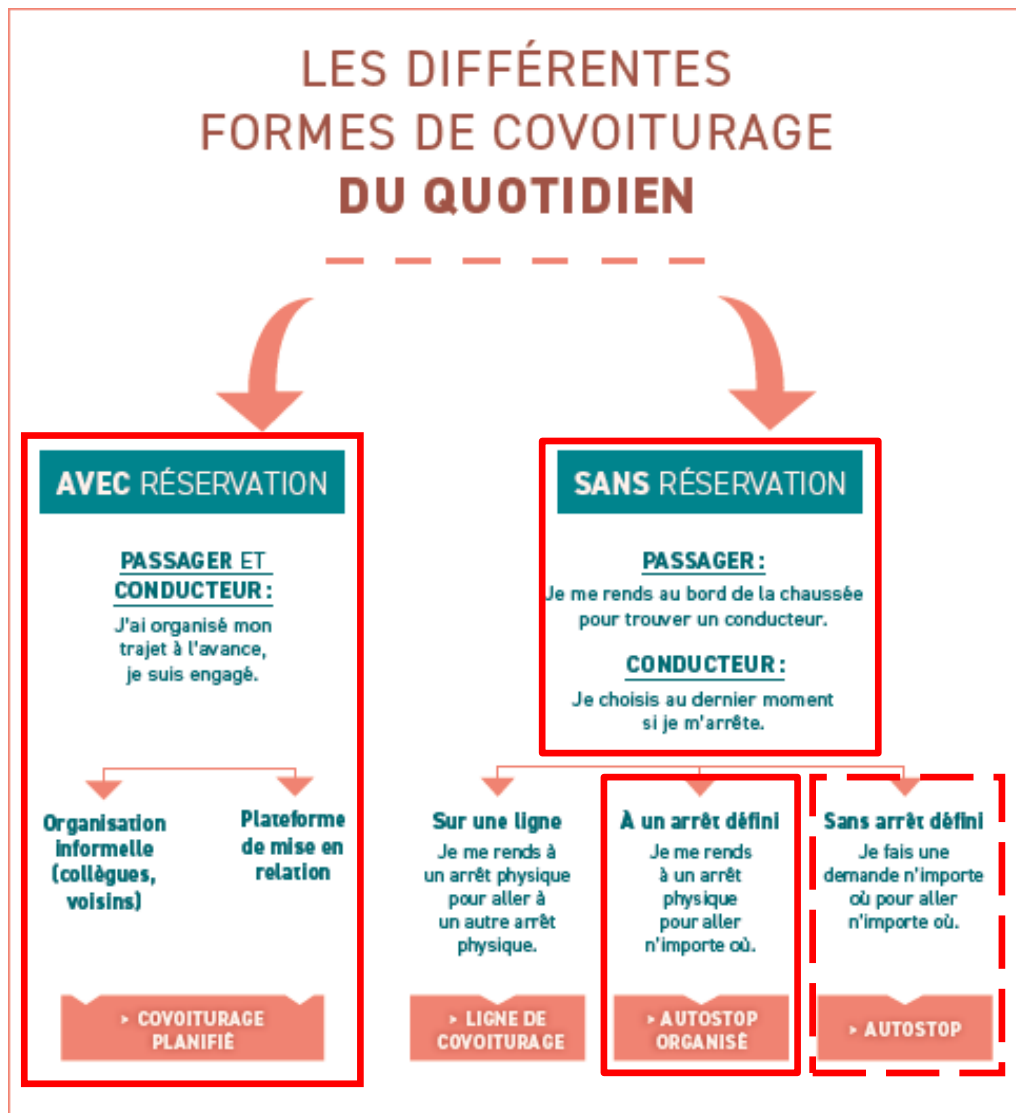 LES DIFFÉRENTES
FORMES DE COVOITURAGE
DU QUOTIDIEN
AVEC RÉSERVATION
PASSAGER ET
CONDUCTEUR :
J'ai organisé mon
trajet à l'avance,
je suis engagé.
Organisation
informelle
(collègues,
voisins)
Plateforme
de mise en
relation
> COVOITURAGE
PLANIFIÉ
SANS RÉSERVATION
PASSAGER :
Je me rends au bord de la chaussée
pour trouver un conducteur.
CONDUCTEUR :
Je choisis au dernier moment
si je m'arrête.
Sur une ligne
Je me rends à
un arrêt physique
pour aller à
un autre arrêt
physique.
> LIGNE DE
COVOITURAGE
À un arrêt défini
Je me rends
à un arrêt
physique
pour aller
n'importe où.
> AUTOSTOP
ORGANISÉ
Sans arrêt défini
Je fais une
demande n'importe
où pour aller
n'importe où.
> AUTOSTOP